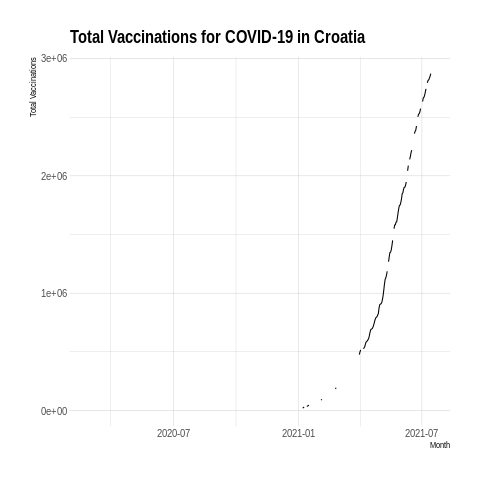 Total Vaccinations for COVID-19 in Croatia
Total Vaccinations
3e+06
2e+06
1e+06
0e+00
2020-07
2021-01
2021-07
Month